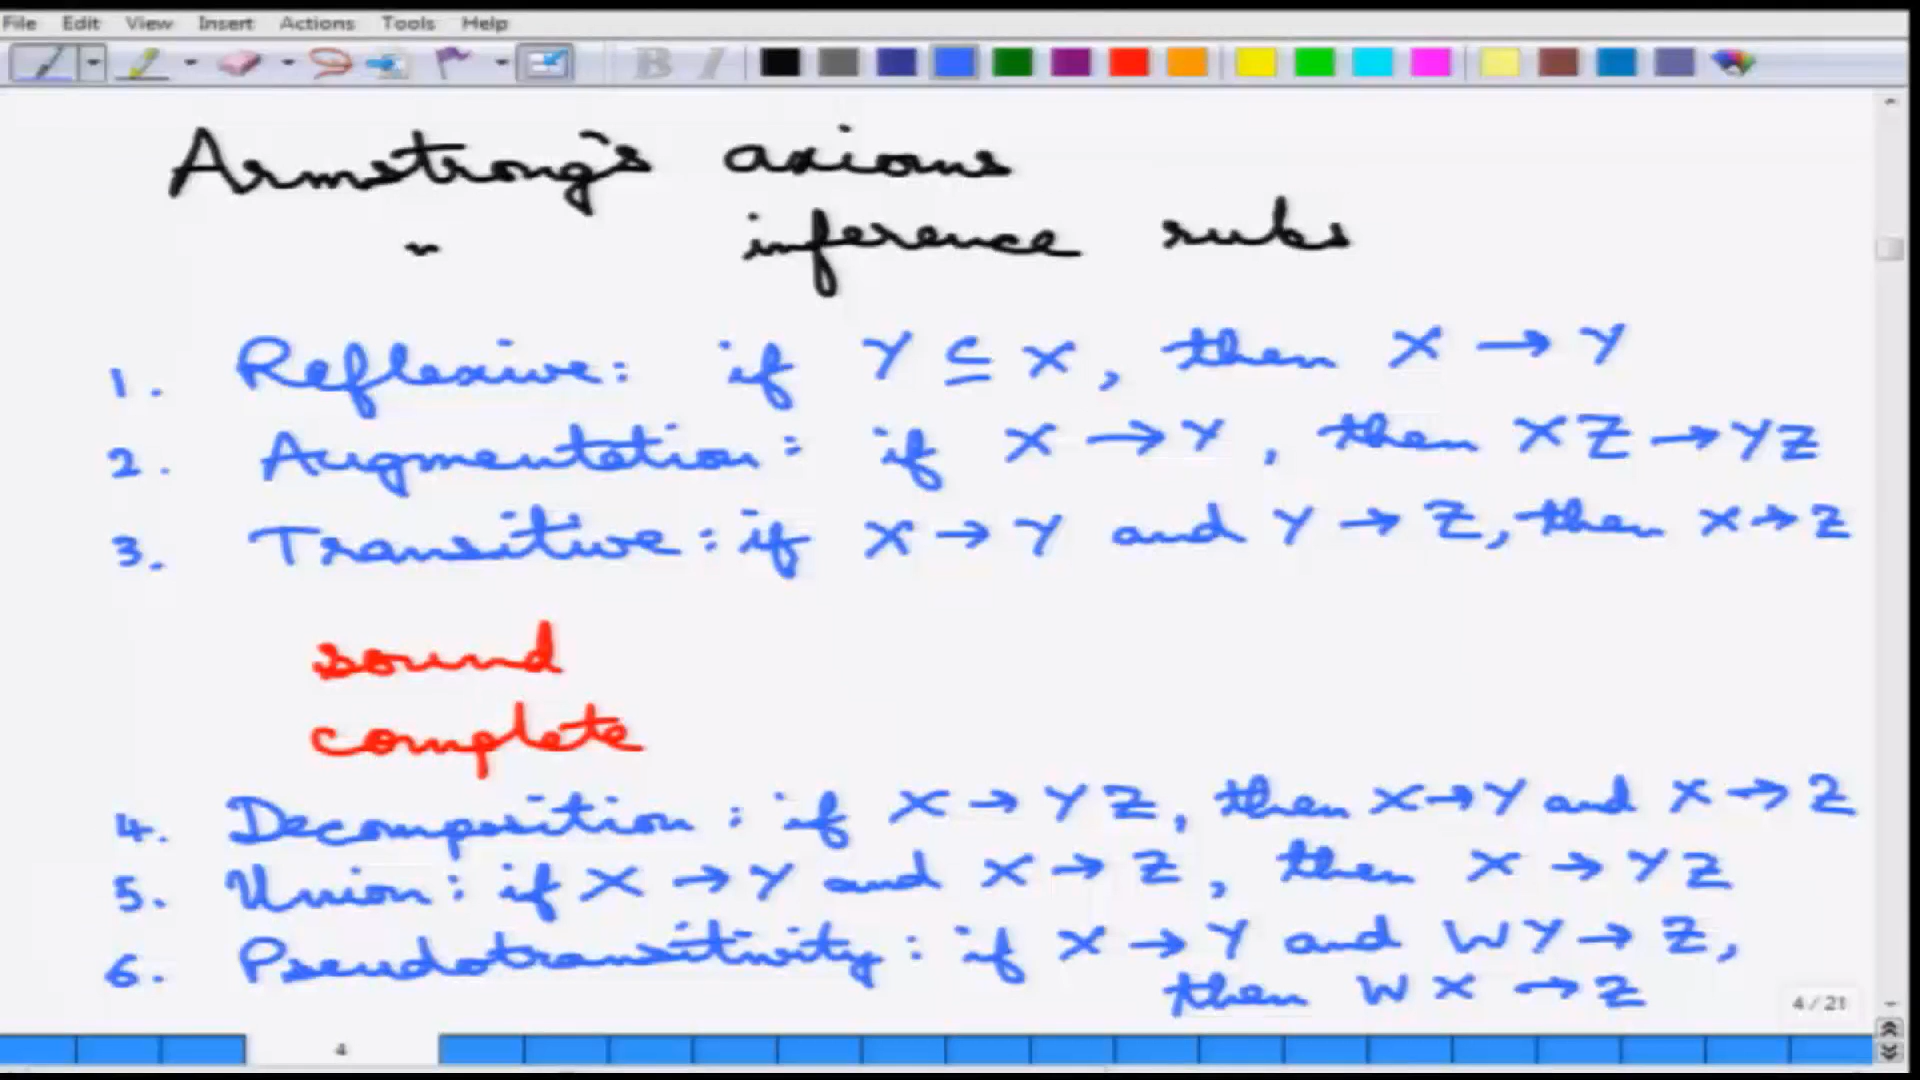 File Edit View Insert Actions Tools Help
B I
Armstrong's axioms
" inference rules
1. Reflexive: if Y ⊆ X, then X → Y
2. Augmentation: if X → Y, then XZ → YZ
3. Transitive: if X → Y and Y → Z, then X → Z
sound
complete
4. Decomposition: if X → YZ, then X → Y and X → Z
5. Union: if X → Y and X → Z, then X → YZ
6. Pseudotransitivity: if X → Y and WY → Z,
then WX → Z
4 / 21
4